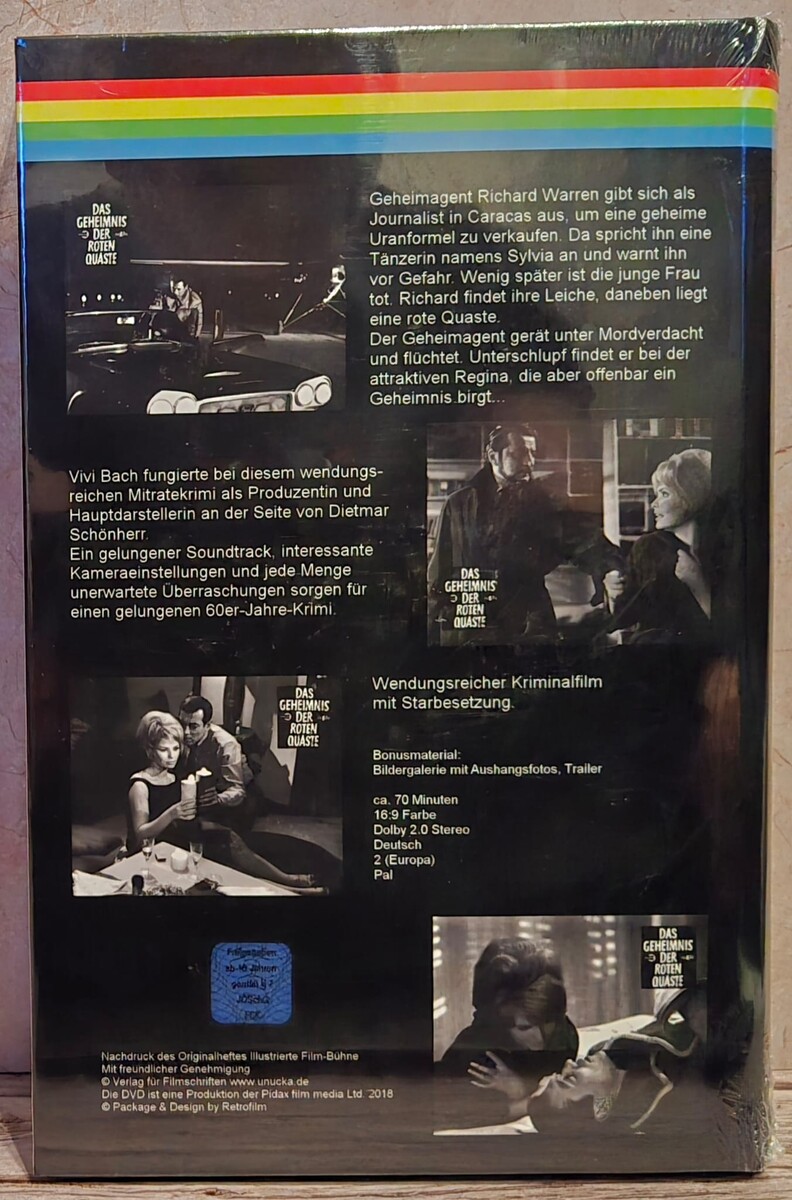 DAS
GEHEIMNIS
DER
ROTEN
QUASTE
Geheimagent Richard Warren gibt sich als
Journalist in Caracas aus, um eine geheime
Uranformel zu verkaufen. Da spricht ihn eine
Tänzerin namens Sylvia an und warnt ihn
vor Gefahr. Wenig später ist die junge Frau
tot. Richard findet ihre Leiche, daneben liegt
eine rote Quaste.
Der Geheimagent gerät unter Mordverdacht
und flüchtet. Unterschlupf findet er bei der
attraktiven Regina, die aber offenbar ein
Geheimnis birgt...
Vivi Bach fungierte bei diesem wendungs-
reichen Mitratekrimi als Produzentin und
Hauptdarstellerin an der Seite von Dietmar
Schönherr.
Ein gelungener Soundtrack, interessante
Kameraeinstellungen und jede Menge
unerwartete Überraschungen sorgen für
einen gelungenen 60er-Jahre-Krimi.
DAS
GEHEIMNIS
DER
ROTEN
QUASTE
DAS
GEHEIMNIS
DER
ROTEN
QUASTE
Wendungsreicher Kriminalfilm
mit Starbesetzung.
Bonusmaterial:
Bildergalerie mit Aushangsfotos, Trailer
ca. 70 Minuten
16:9 Farbe
Dolby 2.0 Stereo
Deutsch
2 (Europa)
Pal
DAS
GEHEIMNIS
DER
ROTEN
QUASTE
Freigegeben
ab 16 Jahren
gemäß §
JÖSchG
FSK
Nachdruck des Originalheftes Illustrierte Film-Bühne
Mit freundlicher Genehmigung
© Verlag für Filmschriften www.unucka.de
Die DVD ist eine Produktion der Pidax film media Ltd. 2018
© Package & Design by Retrofilm